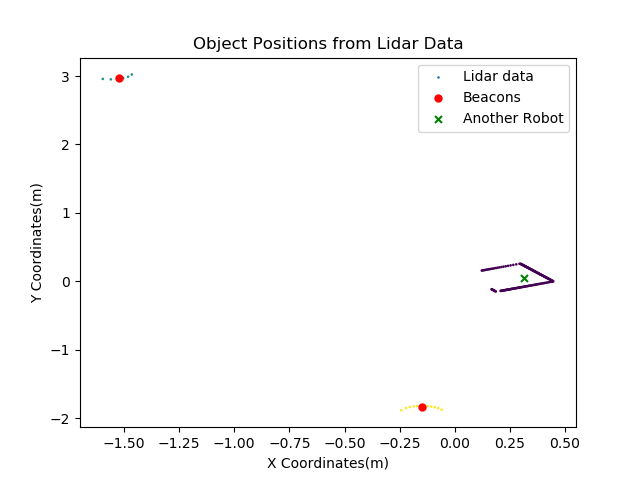 Object Positions from Lidar Data
Lidar data
Beacons
Another Robot
Y Coordinates(m)
3
2
1
0
−1
−2
−1.50 −1.25 −1.00 −0.75 −0.50 −0.25 0.00 0.25 0.50
X Coordinates(m)